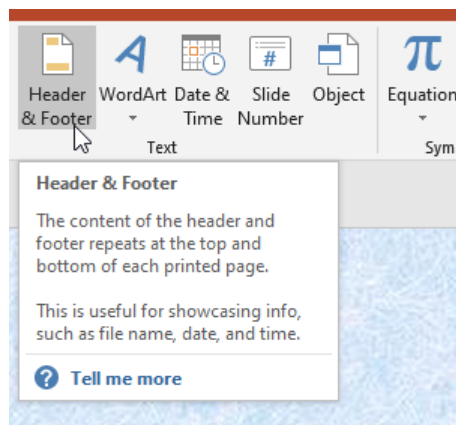 Header WordArt Date & Slide Object Equation
& Footer Time Number
Text Sym
Header & Footer
The content of the header and
footer repeats at the top and
bottom of each printed page.
This is useful for showcasing info,
such as file name, date, and time.
? Tell me more